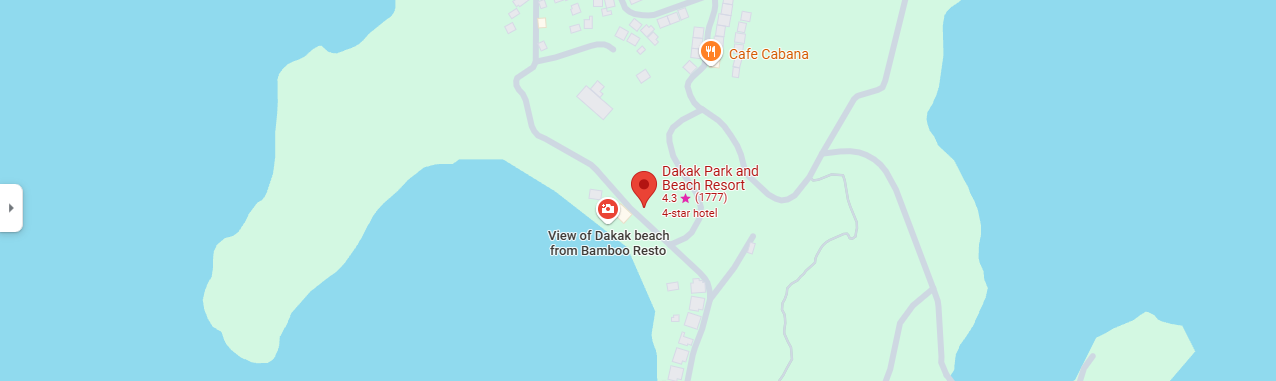 Cafe Cabana
Dakak Park and
Beach Resort
4.3 ★ (1777)
4-star hotel
View of Dakak beach
from Bamboo Resto